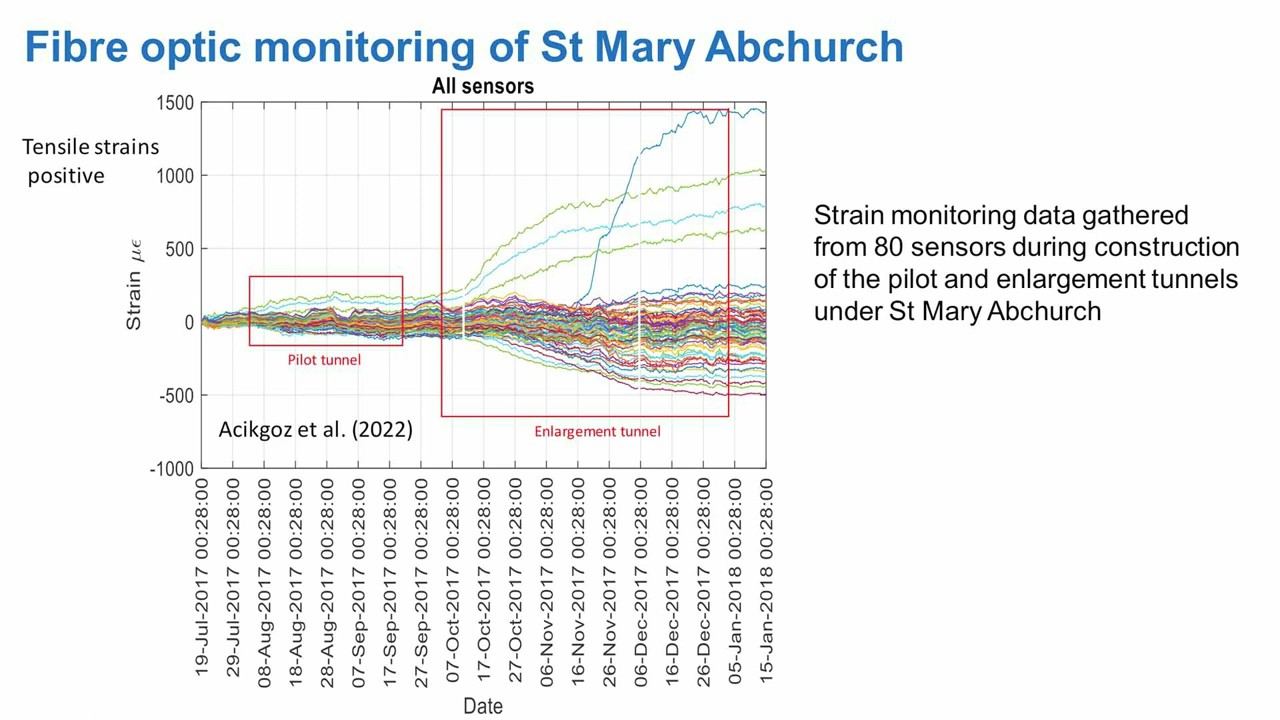 Fibre optic monitoring of St Mary Abchurch
All sensors
Tensile strains
positive
1500
1000
500
0
-500
-1000
Strain με
Pilot tunnel
Enlargement tunnel
Acikgoz et al. (2022)
19-Jul-2017 00:28:00
29-Jul-2017 00:28:00
08-Aug-2017 00:28:00
18-Aug-2017 00:28:00
28-Aug-2017 00:28:00
07-Sep-2017 00:28:00
17-Sep-2017 00:28:00
27-Sep-2017 00:28:00
07-Oct-2017 00:28:00
17-Oct-2017 00:28:00
27-Oct-2017 00:28:00
06-Nov-2017 00:28:00
16-Nov-2017 00:28:00
26-Nov-2017 00:28:00
06-Dec-2017 00:28:00
16-Dec-2017 00:28:00
26-Dec-2017 00:28:00
05-Jan-2018 00:28:00
15-Jan-2018 00:28:00
Date
Strain monitoring data gathered
from 80 sensors during construction
of the pilot and enlargement tunnels
under St Mary Abchurch